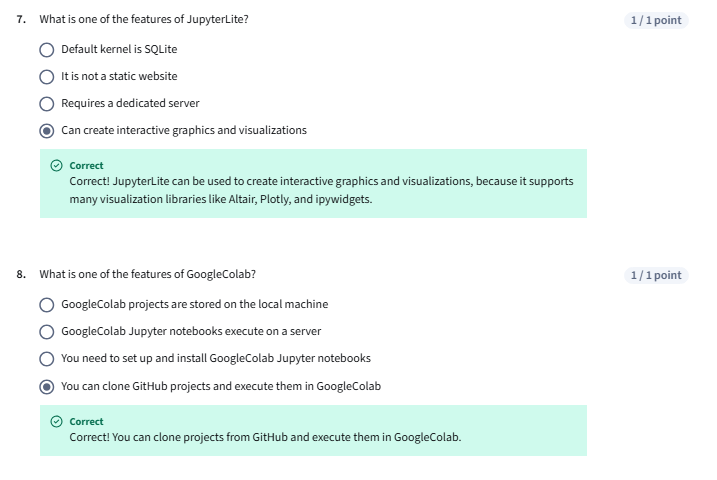 7. What is one of the features of JupyterLite? 1 / 1 point
Default kernel is SQLite
It is not a static website
Requires a dedicated server
Can create interactive graphics and visualizations
Correct
Correct! JupyterLite can be used to create interactive graphics and visualizations, because it supports
many visualization libraries like Altair, Plotly, and ipywidgets.
8. What is one of the features of GoogleColab? 1 / 1 point
GoogleColab projects are stored on the local machine
GoogleColab Jupyter notebooks execute on a server
You need to set up and install GoogleColab Jupyter notebooks
You can clone GitHub projects and execute them in GoogleColab
Correct
Correct! You can clone projects from GitHub and execute them in GoogleColab.